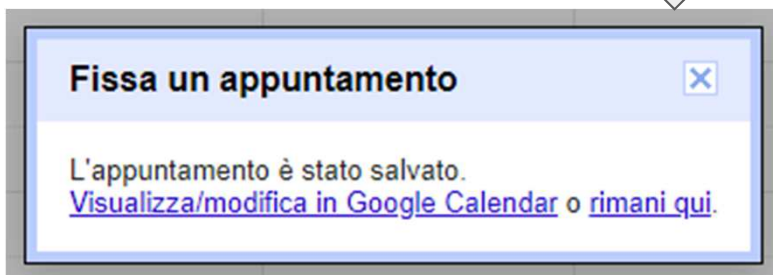 Fissa un appuntamento
L'appuntamento è stato salvato.
Visualizza/modifica in Google Calendar o rimani qui.